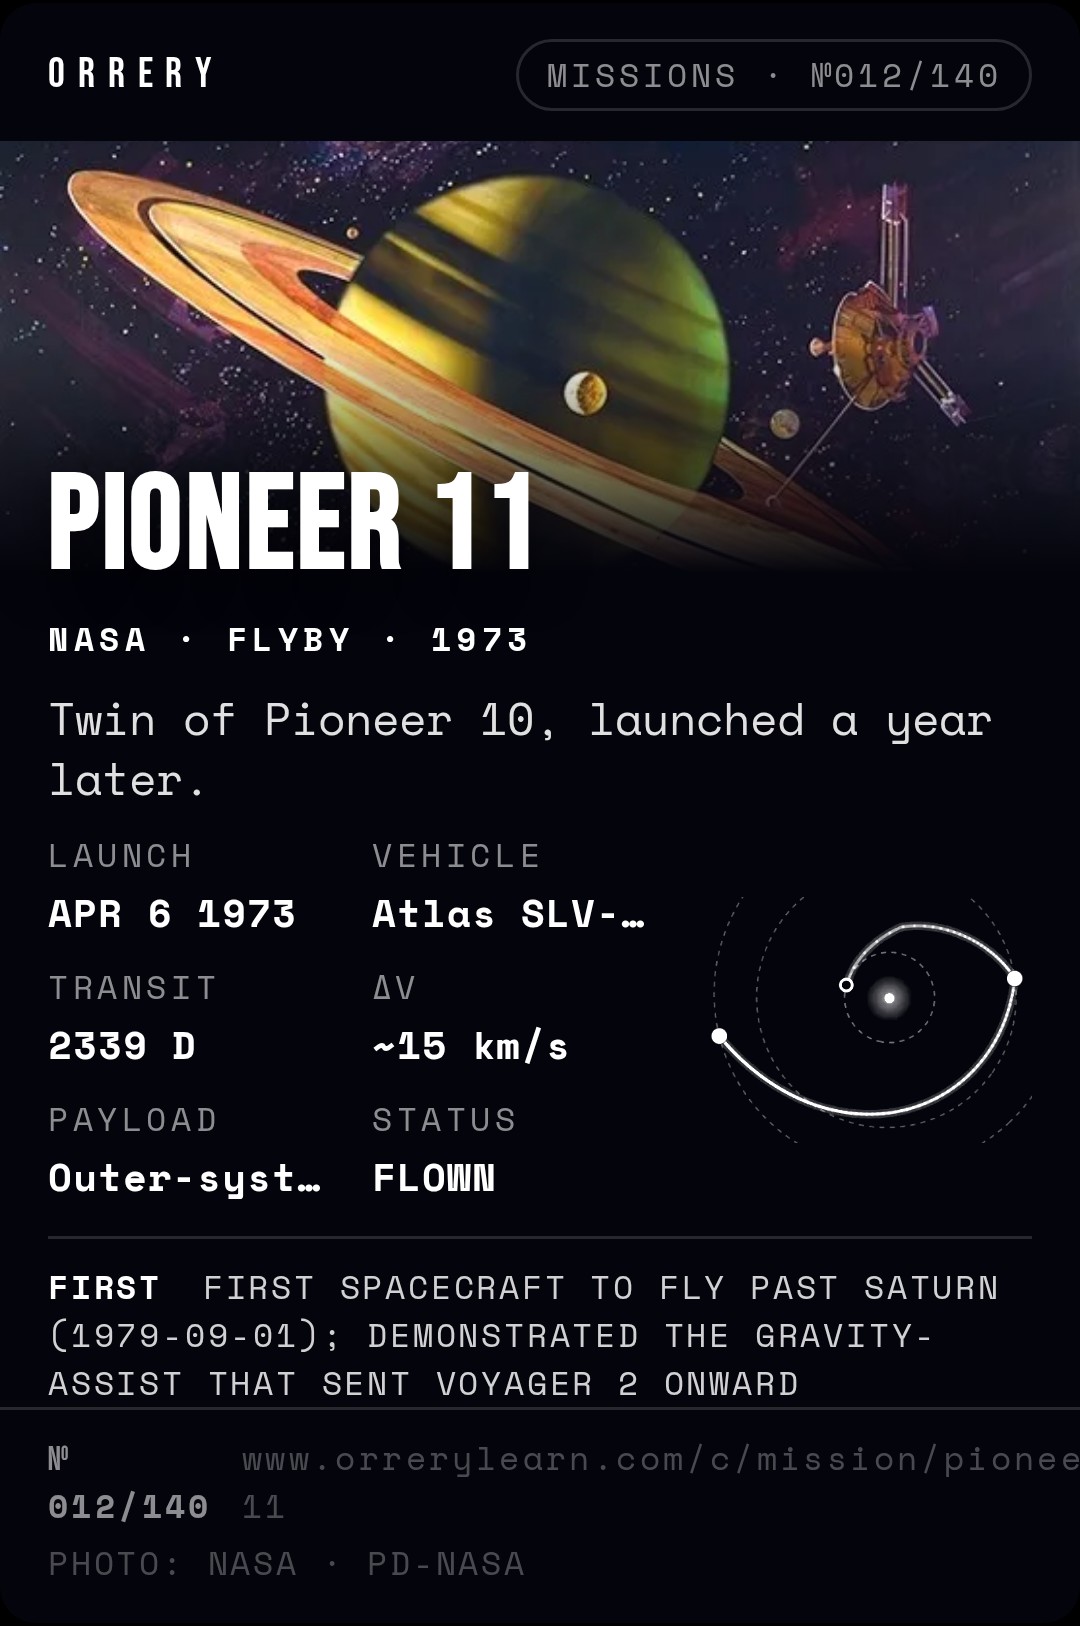 ORRERY
MISSIONS · №012/140
PIONEER 11
NASA · FLYBY · 1973
Twin of Pioneer 10, launched a year
later.
LAUNCH VEHICLE
APR 6 1973 Atlas SLV-…
TRANSIT ΔV
2339 D ~15 km/s
PAYLOAD STATUS
Outer-syst… FLOWN
FIRST FIRST SPACECRAFT TO FLY PAST SATURN
(1979-09-01); DEMONSTRATED THE GRAVITY-
ASSIST THAT SENT VOYAGER 2 ONWARD
№ www.orrerylearn.com/c/mission/pionee
012/140 11
PHOTO: NASA · PD-NASA